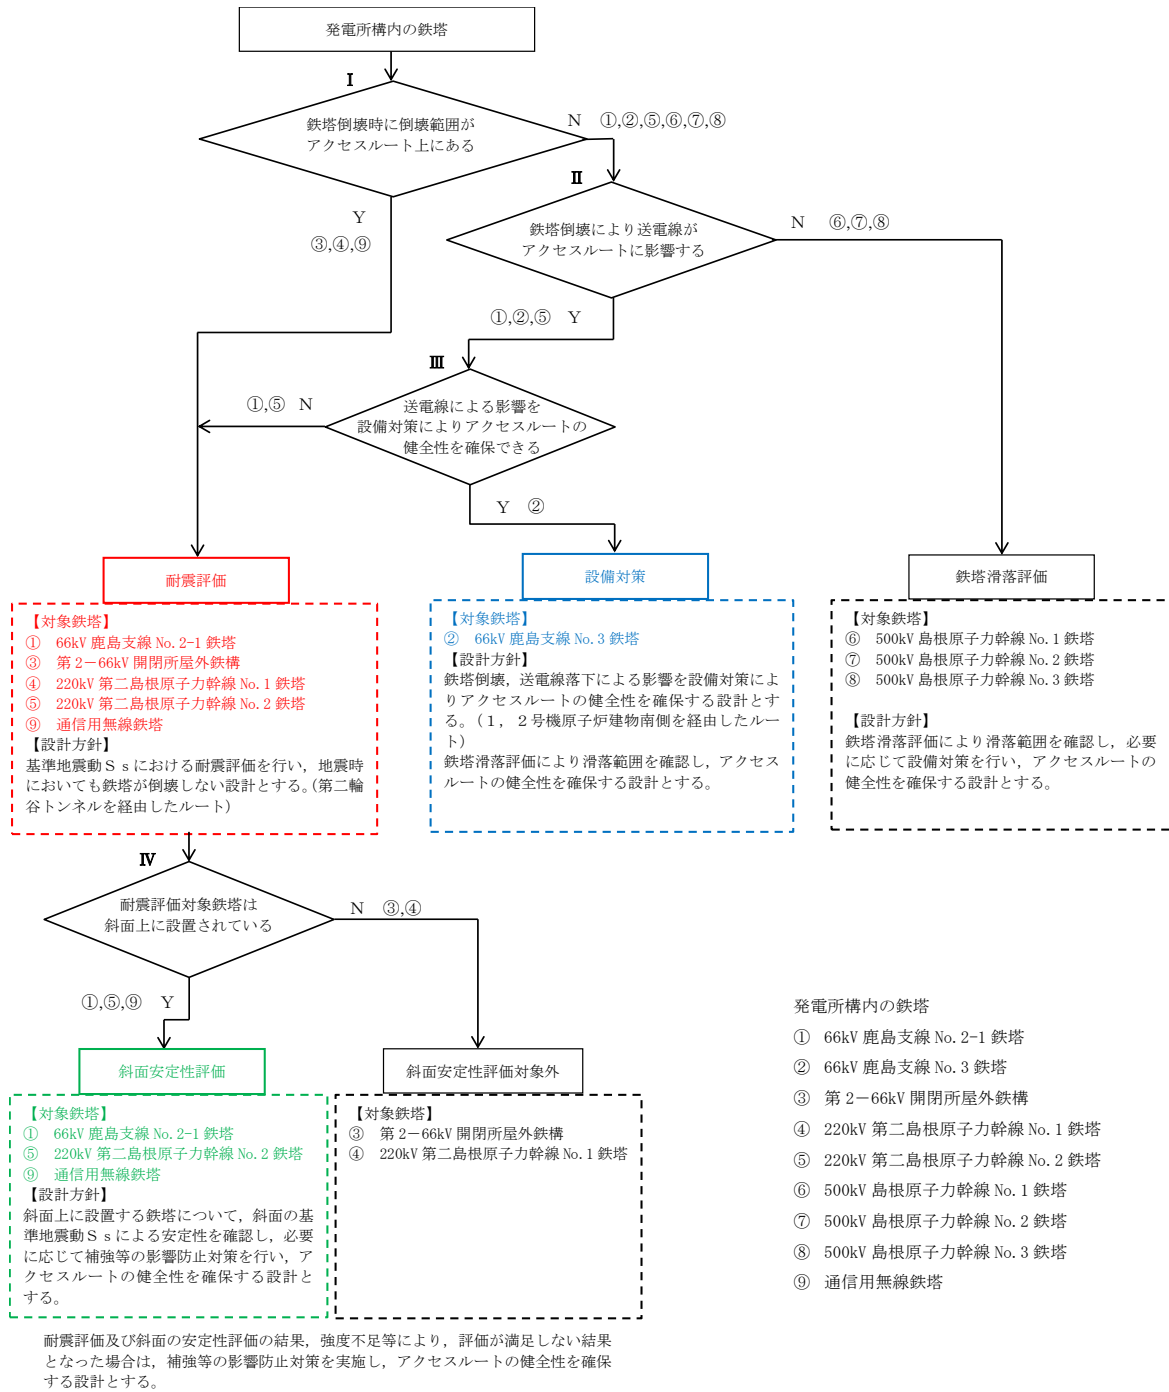 発電所構内の鉄塔
Ⅰ
鉄塔倒壊時に倒壊範囲が
アクセスルート上にある
N ①,②,⑤,⑥,⑦,⑧
Y
③,④,⑨
Ⅱ
鉄塔倒壊により送電線が
アクセスルートに影響する
N ⑥,⑦,⑧
①,②,⑤ Y
Ⅲ
送電線による影響を
設備対策によりアクセスルートの
健全性を確保できる
①,⑤ N
Y ②
耐震評価
【対象鉄塔】
① 66kV 鹿島支線 No.2-1 鉄塔
③ 第2－66kV 開閉所屋外鉄構
④ 220kV 第二島根原子力幹線 No.1 鉄塔
⑤ 220kV 第二島根原子力幹線 No.2 鉄塔
⑨ 通信用無線鉄塔
【設計方針】
基準地震動Ｓｓにおける耐震評価を行い，地震時
においても鉄塔が倒壊しない設計とする。(第二輪
谷トンネルを経由したルート)
設備対策
【対象鉄塔】
② 66kV 鹿島支線 No.3 鉄塔
【設計方針】
鉄塔倒壊，送電線落下による影響を設備対策によ
りアクセスルートの健全性を確保する設計とす
る。(１，２号機原子炉建物南側を経由したルー
ト)
鉄塔滑落評価により滑落範囲を確認し，アクセス
ルートの健全性を確保する設計とする。
鉄塔滑落評価
【対象鉄塔】
⑥ 500kV 島根原子力幹線 No.1 鉄塔
⑦ 500kV 島根原子力幹線 No.2 鉄塔
⑧ 500kV 島根原子力幹線 No.3 鉄塔
【設計方針】
鉄塔滑落評価により滑落範囲を確認し，必要
に応じて設備対策を行い，アクセスルートの
健全性を確保する設計とする。
Ⅳ
耐震評価対象鉄塔は
斜面上に設置されている
N ③,④
①,⑤,⑨ Y
斜面安定性評価
【対象鉄塔】
① 66kV 鹿島支線 No.2-1 鉄塔
⑤ 220kV 第二島根原子力幹線 No.2 鉄塔
⑨ 通信用無線鉄塔
【設計方針】
斜面上に設置する鉄塔について，斜面の基
準地震動Ｓｓによる安定性を確認し，必要
に応じて補強等の影響防止対策を行い，ア
クセスルートの健全性を確保する設計と
する。
斜面安定性評価対象外
【対象鉄塔】
③ 第2－66kV 開閉所屋外鉄構
④ 220kV 第二島根原子力幹線 No.1 鉄塔
発電所構内の鉄塔
① 66kV 鹿島支線 No.2-1 鉄塔
② 66kV 鹿島支線 No.3 鉄塔
③ 第2－66kV 開閉所屋外鉄構
④ 220kV 第二島根原子力幹線 No.1 鉄塔
⑤ 220kV 第二島根原子力幹線 No.2 鉄塔
⑥ 500kV 島根原子力幹線 No.1 鉄塔
⑦ 500kV 島根原子力幹線 No.2 鉄塔
⑧ 500kV 島根原子力幹線 No.3 鉄塔
⑨ 通信用無線鉄塔
耐震評価及び斜面の安定性評価の結果，強度不足等により，評価が満足しない結果
となった場合は，補強等の影響防止対策を実施し，アクセスルートの健全性を確保
する設計とする。